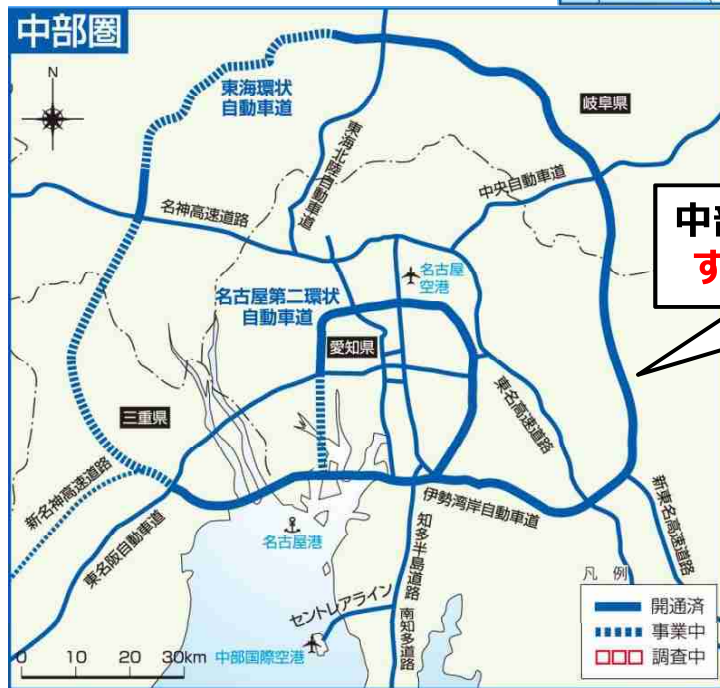 中部圏
N
東海環状
自動車道
岐阜県
東海北陸自動車道
中央自動車道
名神高速道路
中部
す
名古屋
空港
名古屋第二環状
自動車道
愛知県
東名高速道路
三重県
新名神高速道路
伊勢湾岸自動車道
新東名高速道路
東名阪自動車道
名古屋港
知多半島道路
凡例
セントレアライン
開通済
南知多道路
事業中
0 10 20 30km
中部国際空港
調査中